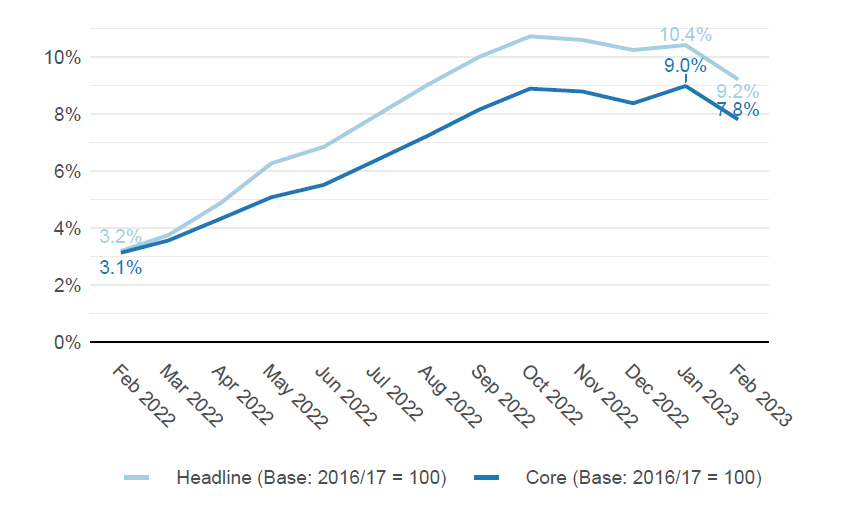 10.4%
10%
9.0%
9.2%
8%
7.8%
6%
4%
3.2%
3.1%
2%
0%
Feb 2022
Mar 2022
Apr 2022
May 2022
Jun 2022
Jul 2022
Aug 2022
Sep 2022
Oct 2022
Nov 2022
Dec 2022
Jan 2023
Feb 2023
Headline (Base: 2016/17 = 100) Core (Base: 2016/17 = 100)